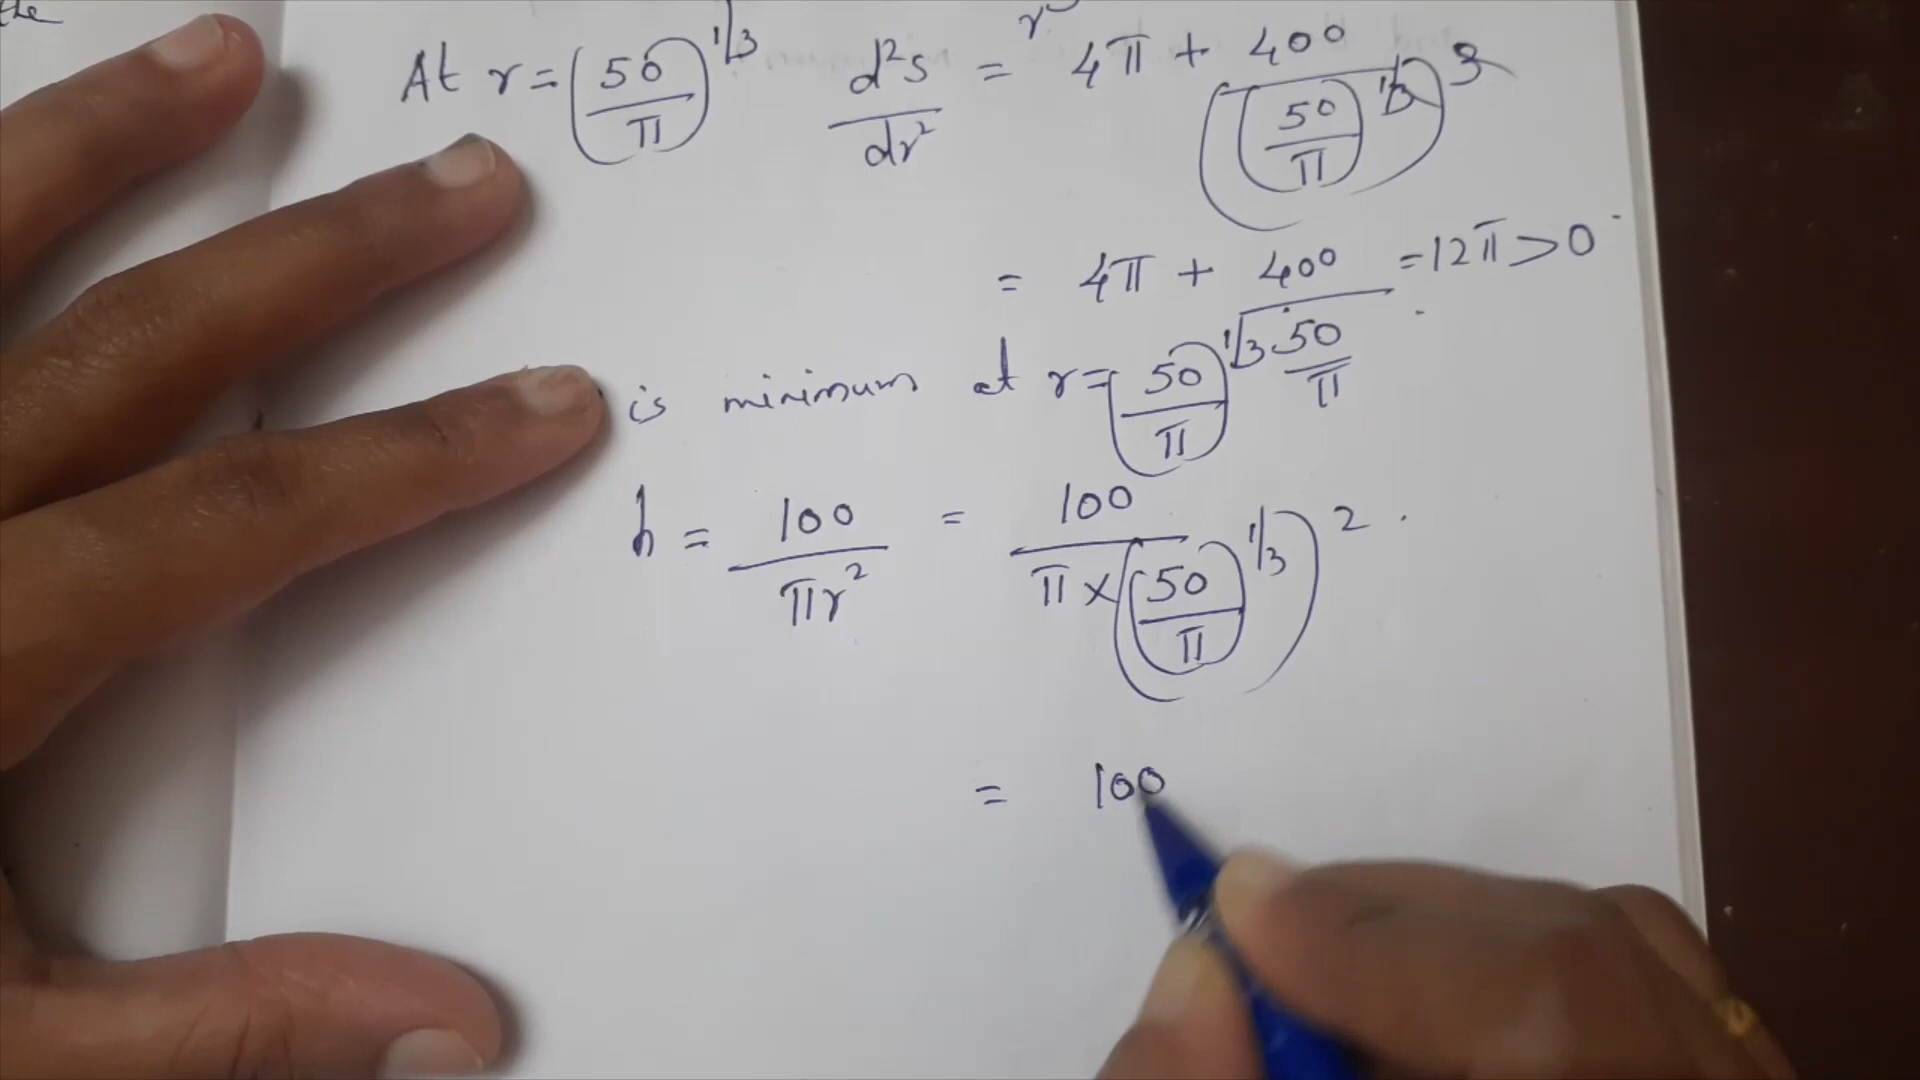 the
At r = (50/π)^1/3 d²s/dr² = 4π + 400/((50/π)^1/3)^3
= 4π + 400/(50/π) = 12π > 0
is minimum at r = (50/π)^1/3
h = 100/πr² = 100/(π × ((50/π)^1/3)^2) .
= 100